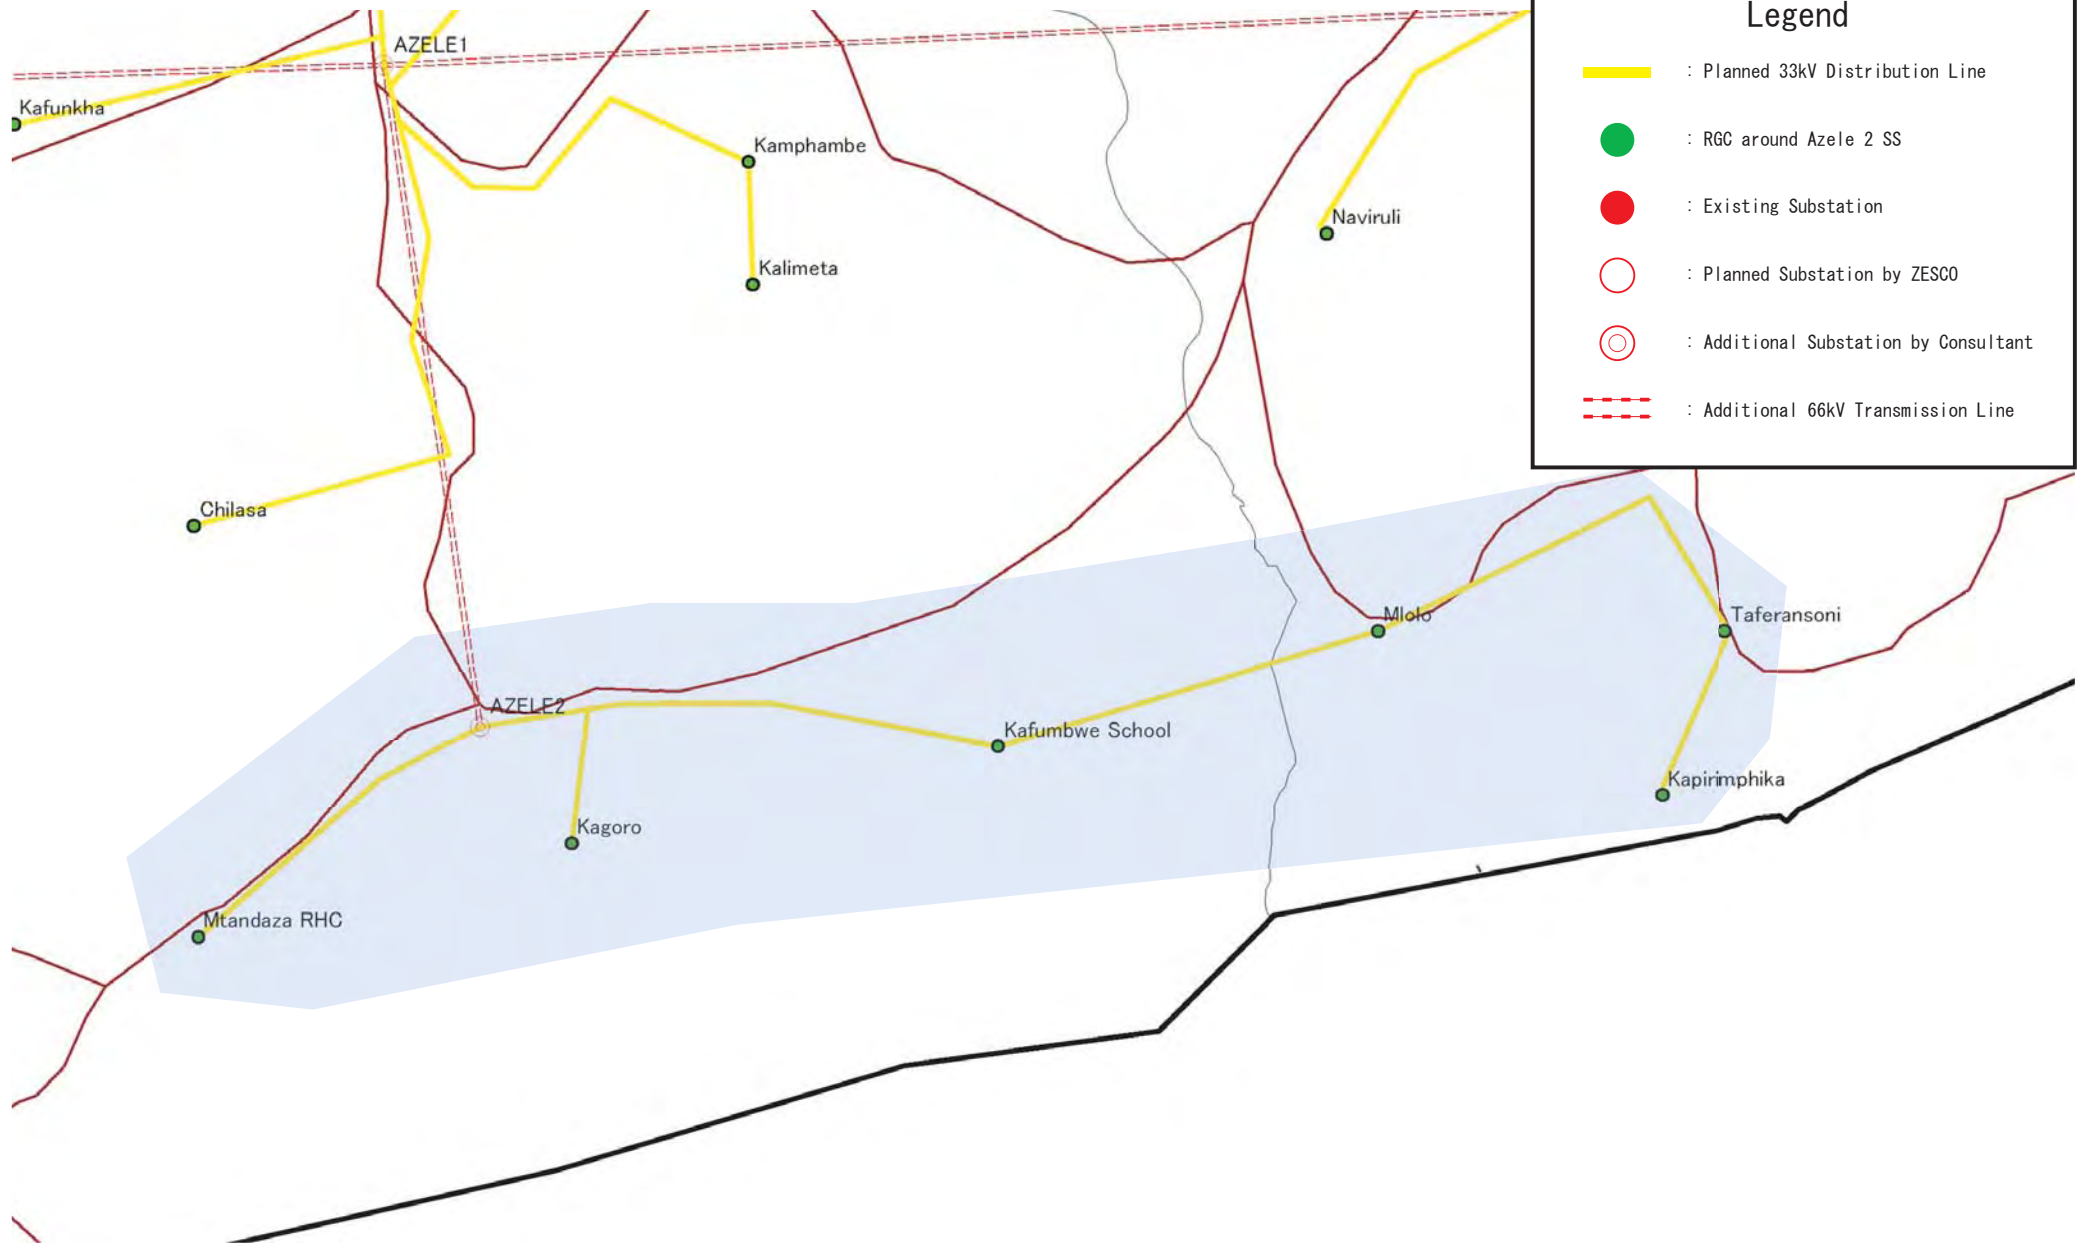 Legend
: Planned 33kV Distribution Line
: RGC around Azele 2 SS
: Existing Substation
: Planned Substation by ZESCO
: Additional Substation by Consultant
: Additional 66kV Transmission Line
AZELE1
Kafunkha
Kamphambe
Naviruli
Kalimeta
Chilasa
Mlolo
Taferansoni
AZELE2
Kafumbwe School
Kapirimphika
Kagoro
Mtandaza RHC